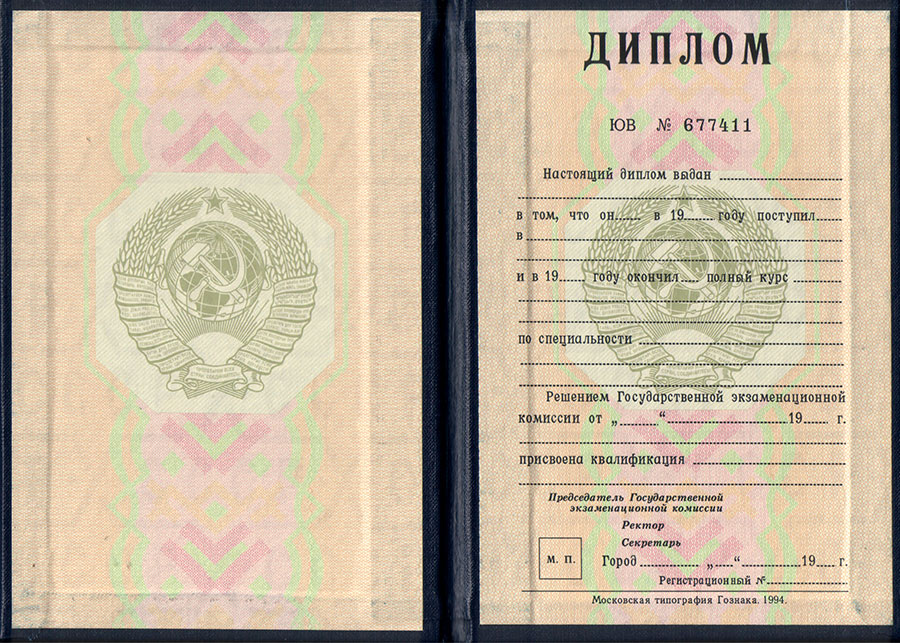 ДИПЛОМ
ЮВ № 677411
Настоящий диплом выдан
в том, что он...... в 19...... году поступил......
в
и в 19...... году окончил...... полный курс
по специальности
Решением Государственной экзаменационной
комиссии от „......“ ...... 19...... г.
присвоена квалификация
Председатель Государственной
экзаменационной комиссии
Ректор
Секретарь
М. П. Город ...... „......“ ...... 19...... г.
Регистрационный №
Московская типография Гознака. 1994.